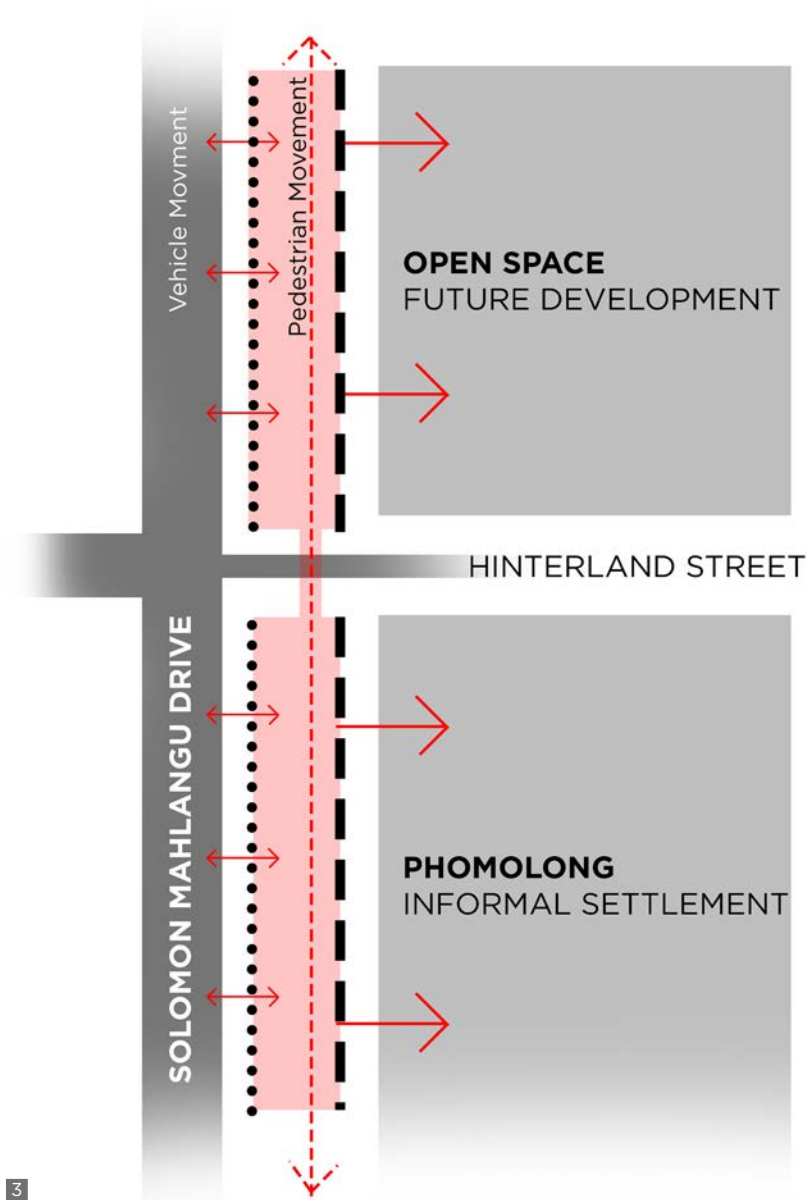 Vehicle Movment
Pedestrian Movement
OPEN SPACE
FUTURE DEVELOPMENT
HINTERLAND STREET
SOLOMON MAHLANGU DRIVE
PHOMOLONG
INFORMAL SETTLEMENT
3